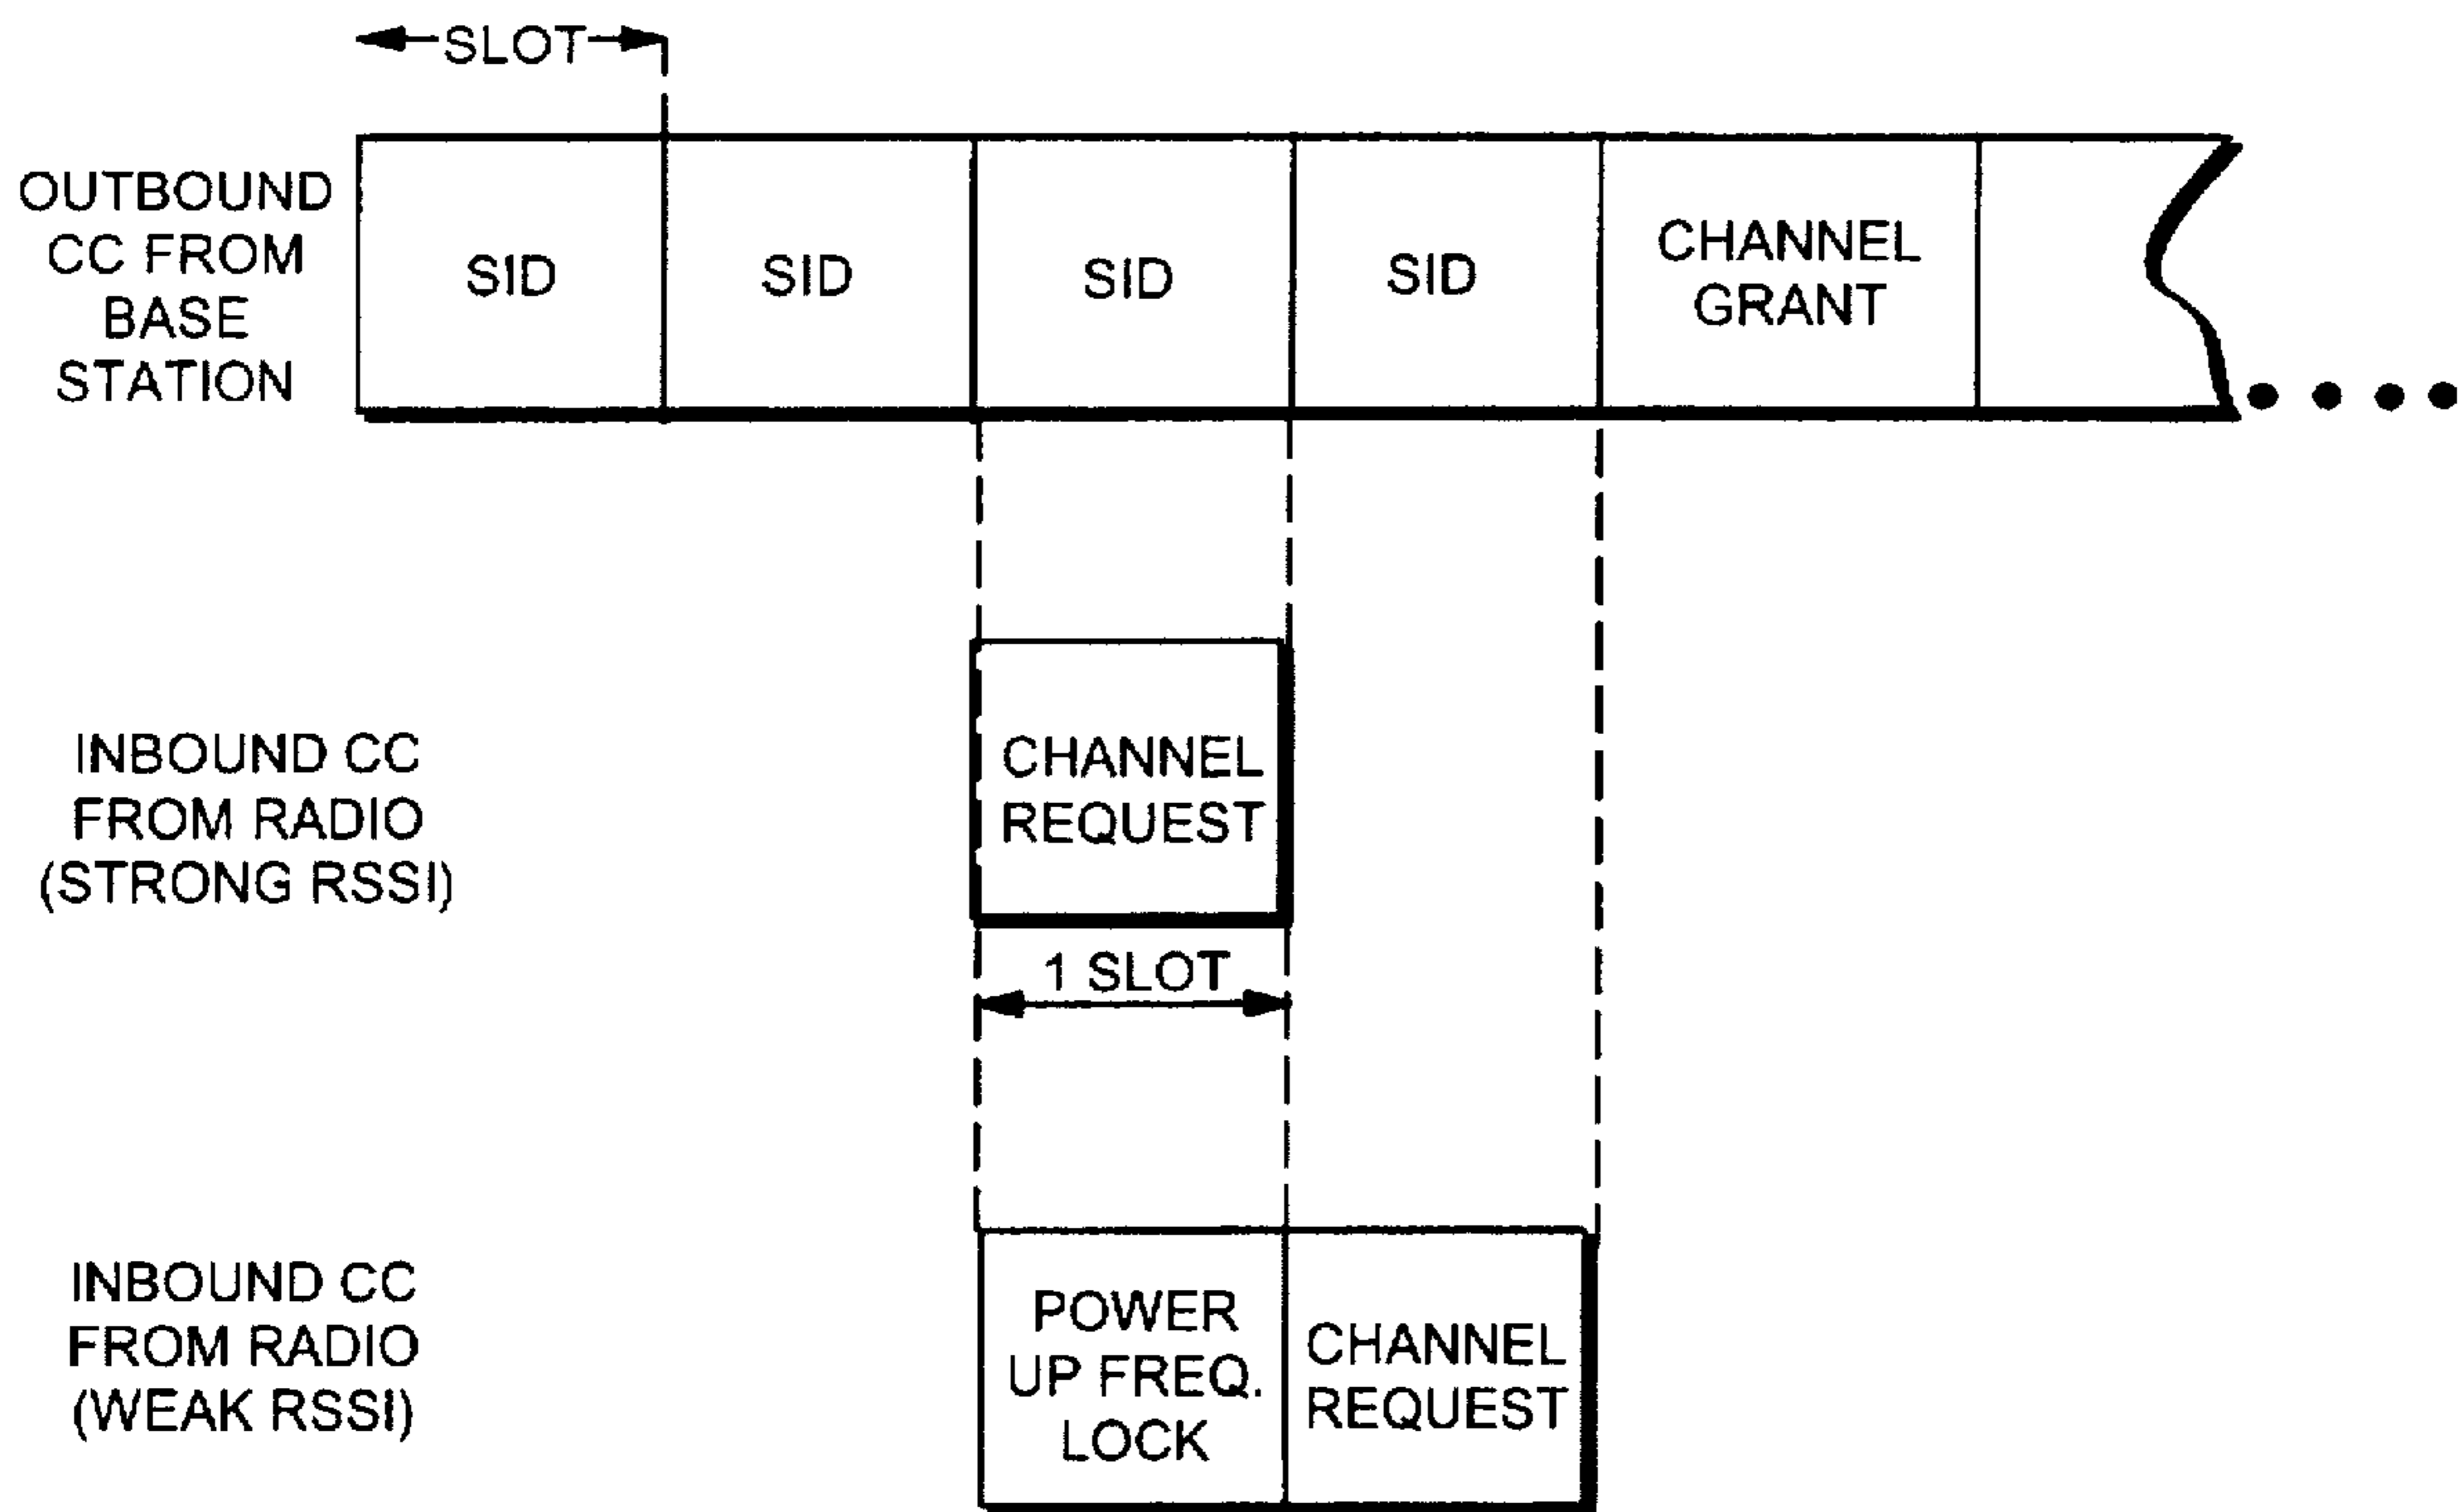 SLOT
OUTBOUND
CC FROM
BASE
STATION
SID
SID
SID
SID
CHANNEL
GRANT
INBOUND CC
FROM RADIO
(STRONG RSSI)
CHANNEL
REQUEST
1 SLOT
INBOUND CC
FROM RADIO
(WEAK RSSI)
POWER
UP FREQ.
LOCK
CHANNEL
REQUEST